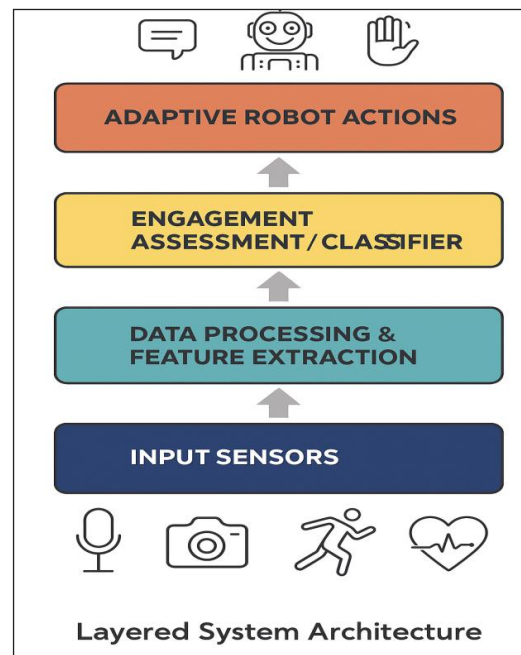 ADAPTIVE ROBOT ACTIONS
ENGAGEMENT
ASSESSMENT/CLASSIFIER
DATA PROCESSING &
FEATURE EXTRACTION
INPUT SENSORS
Layered System Architecture